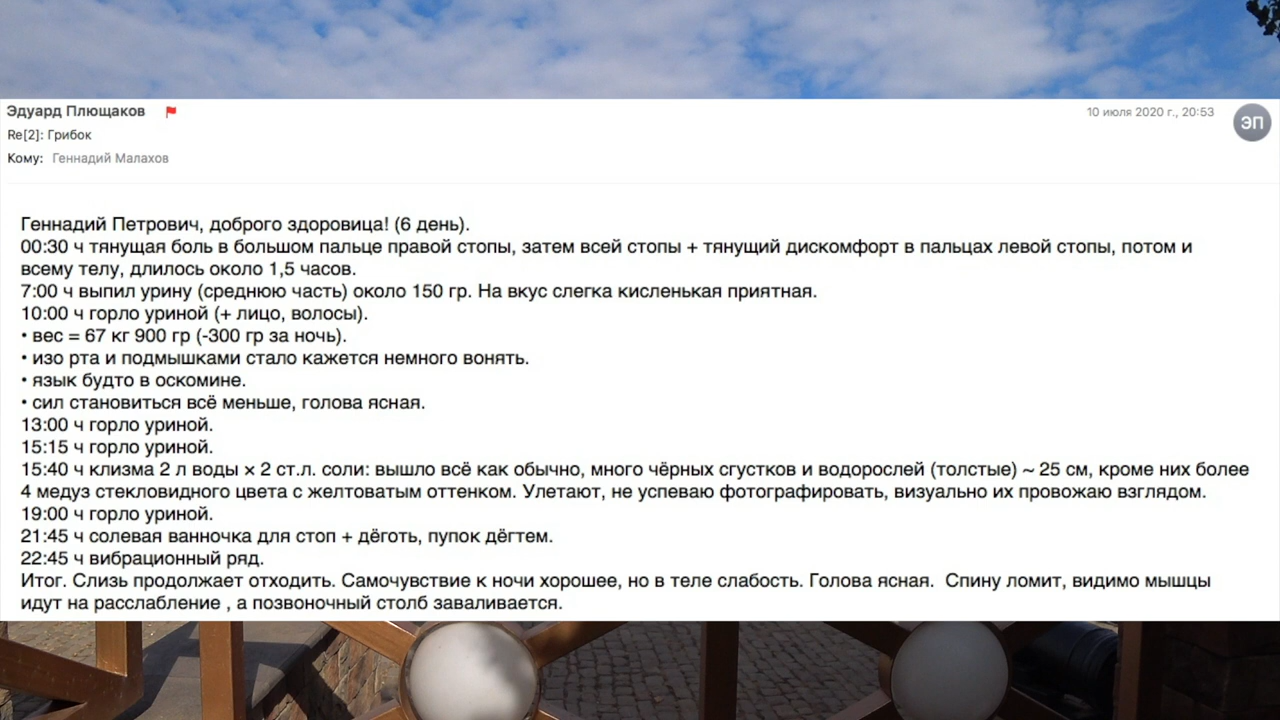 Эдуард Плющаков
10 июля 2020 г., 20:53
ЭП
Re[2]: Грибок
Кому: Геннадий Малахов
Геннадий Петрович, доброго здоровица! (6 день).
00:30 ч тянущая боль в большом пальце правой стопы, затем всей стопы + тянущий дискомфорт в пальцах левой стопы, потом и
всему телу, длилось около 1,5 часов.
7:00 ч выпил урину (среднюю часть) около 150 гр. На вкус слегка кисленькая приятная.
10:00 ч горло уриной (+ лицо, волосы).
• вес = 67 кг 900 гр (-300 гр за ночь).
• изо рта и подмышками стало кажется немного вонять.
• язык будто в оскомине.
• сил становиться всё меньше, голова ясная.
13:00 ч горло уриной.
15:15 ч горло уриной.
15:40 ч клизма 2 л воды × 2 ст.л. соли: вышло всё как обычно, много чёрных сгустков и водорослей (толстые) ~ 25 см, кроме них более
4 медуз стекловидного цвета с желтоватым оттенком. Улетают, не успеваю фотографировать, визуально их провожаю взглядом.
19:00 ч горло уриной.
21:45 ч солевая ванночка для стоп + дёготь, пупок дёгтем.
22:45 ч вибрационный ряд.
Итог. Слизь продолжает отходить. Самочувствие к ночи хорошее, но в теле слабость. Голова ясная. Спину ломит, видимо мышцы
идут на расслабление , а позвоночный столб заваливается.